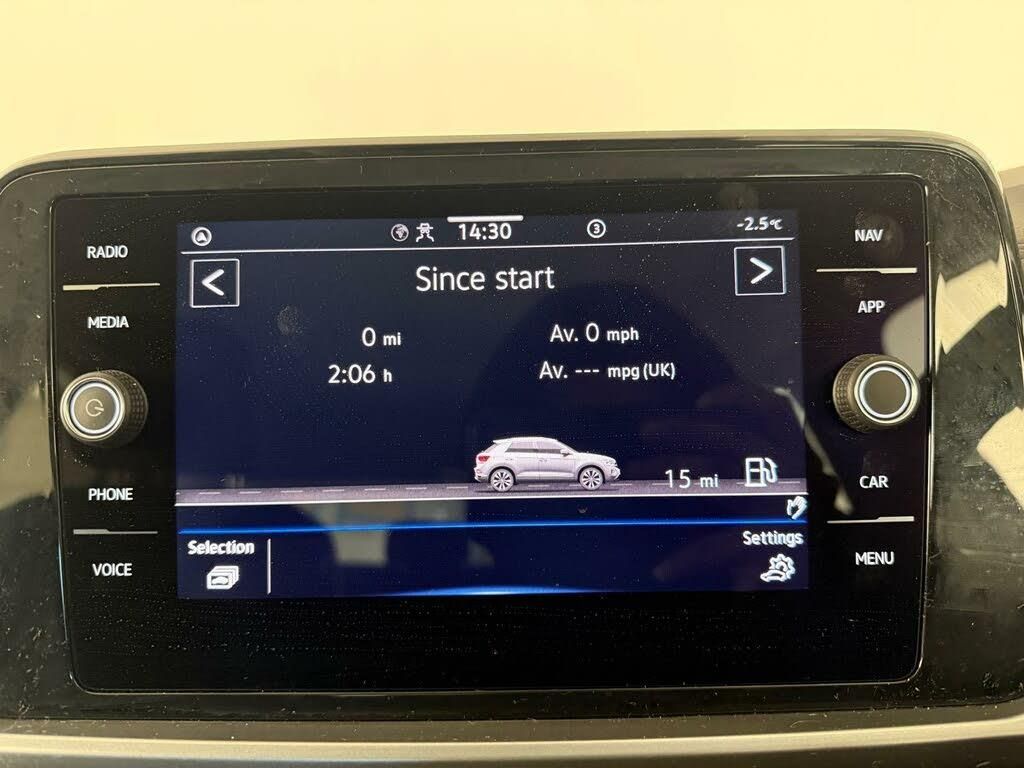 14:30
3
-2.5°C
RADIO
NAV
Since start
MEDIA
APP
0 mi
Av. 0 mph
2:06 h
Av. --- mpg (UK)
15 mi
PHONE
CAR
Selection
Settings
VOICE
MENU